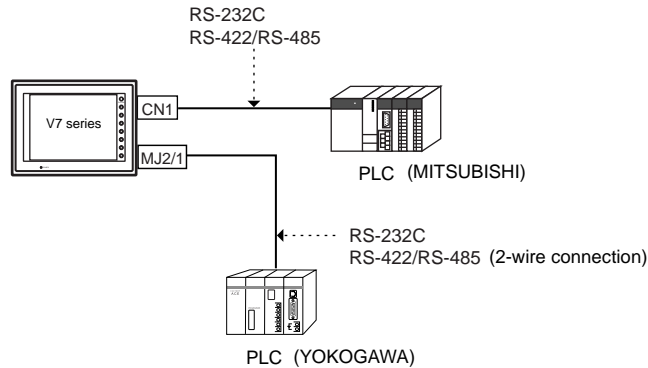 RS-232C
RS-422/RS-485
V7 series
CN1
MJ2/1
PLC (MITSUBISHI)
RS-232C
RS-422/RS-485 (2-wire connection)
PLC (YOKOGAWA)